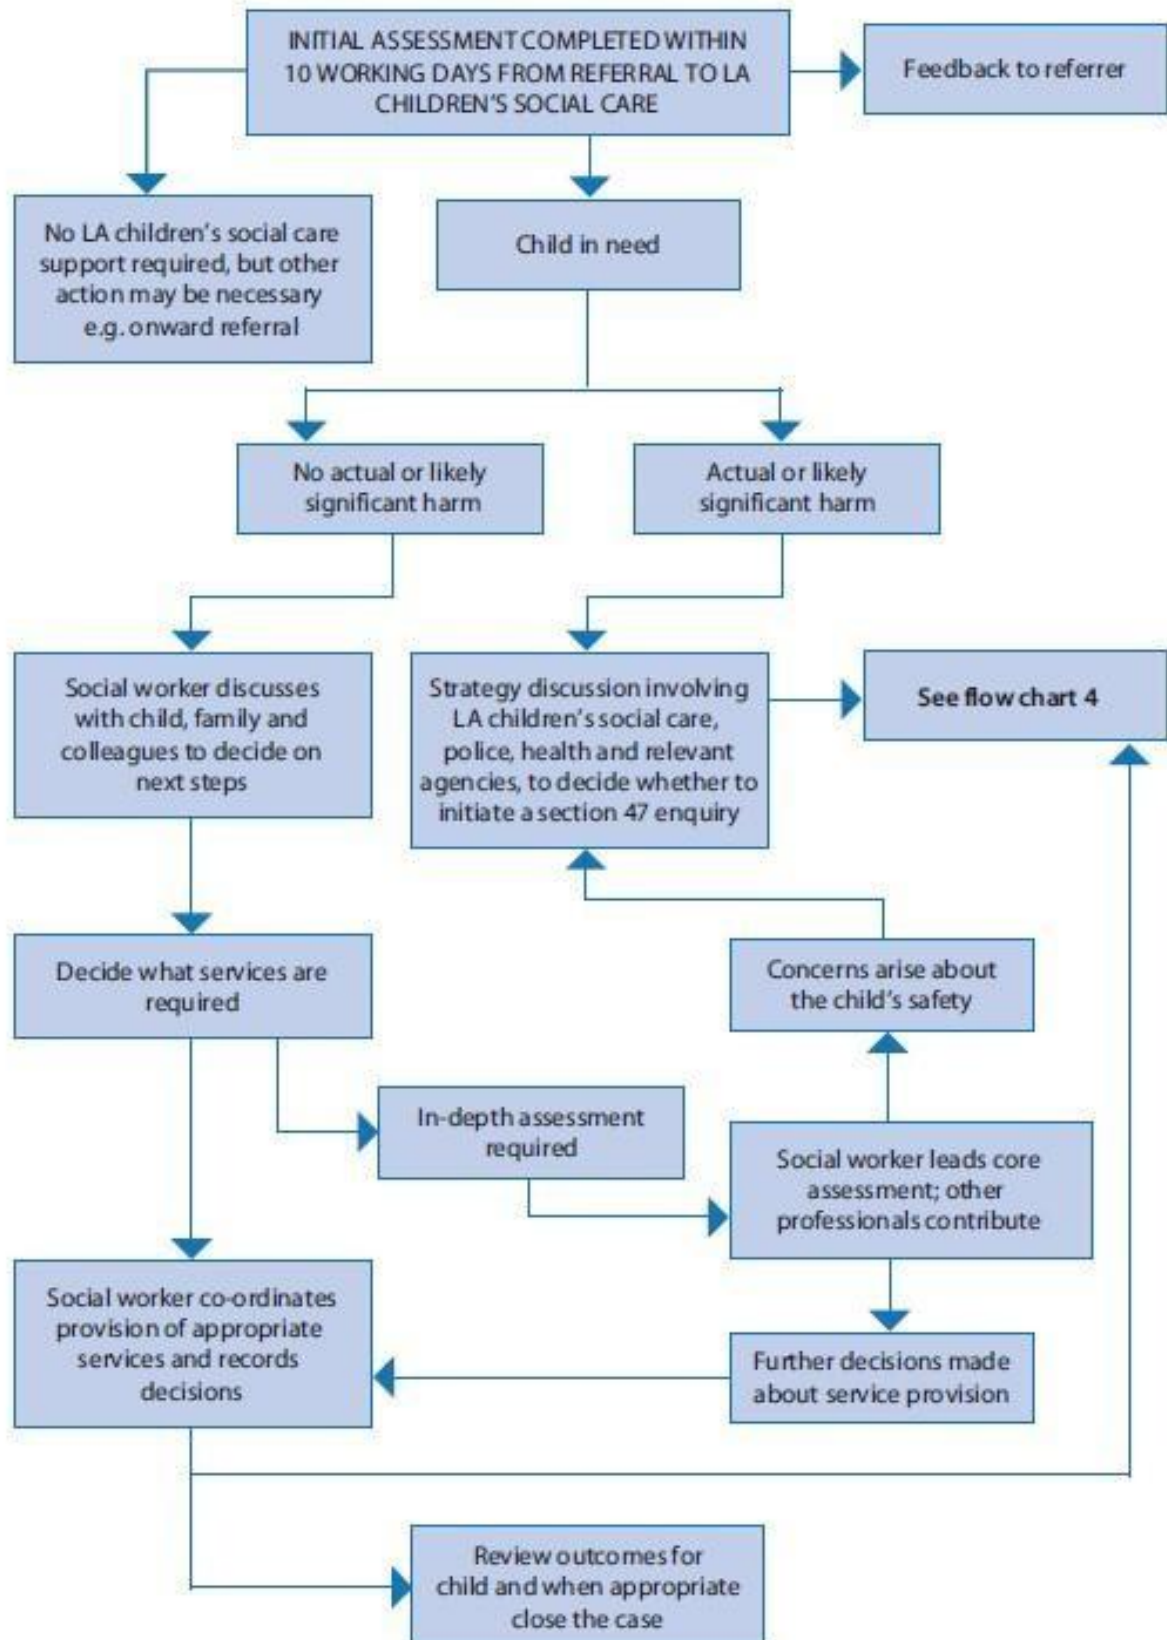 INITIAL ASSESSMENT COMPLETED WITHIN
10 WORKING DAYS FROM REFERRAL TO LA
CHILDREN'S SOCIAL CARE
Feedback to referrer
No LA children's social care
support required, but other
action may be necessary
e.g. onward referral
Child in need
No actual or likely
significant harm
Actual or likely
significant harm
Social worker discusses
with child, family and
colleagues to decide on
next steps
Strategy discussion involving
LA children's social care,
police, health and relevant
agencies, to decide whether to
initiate a section 47 enquiry
See flow chart 4
Decide what services are
required
Concerns arise about
the child's safety
In-depth assessment
required
Social worker leads core
assessment; other
professionals contribute
Social worker co-ordinates
provision of appropriate
services and records
decisions
Further decisions made
about service provision
Review outcomes for
child and when appropriate
close the case